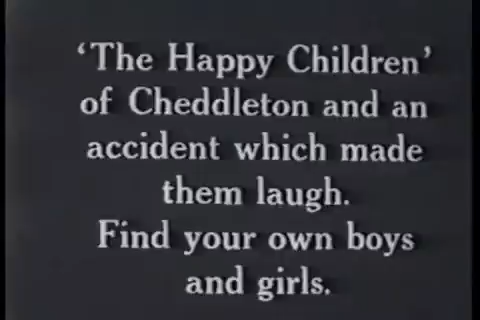 ‘The Happy Children’
of Cheddleton and an
accident which made
them laugh.
Find your own boys
and girls.